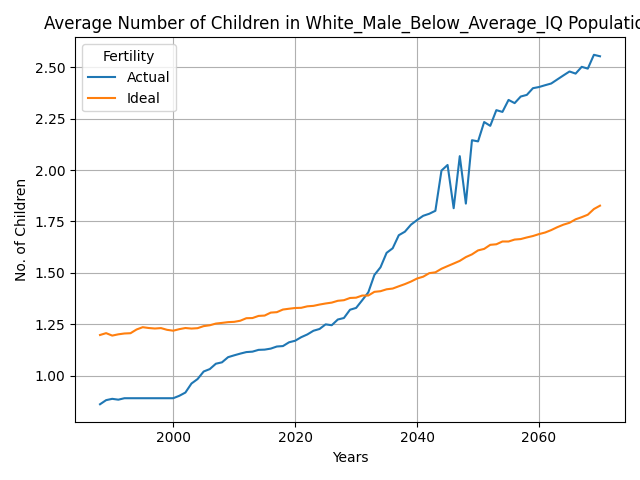 Average Number of Children in White_Male_Below_Average_IQ Populatio
Fertility
Actual
Ideal
2.50
2.25
2.00
1.75
1.50
1.25
1.00
No. of Children
2000 2020 2040 2060
Years